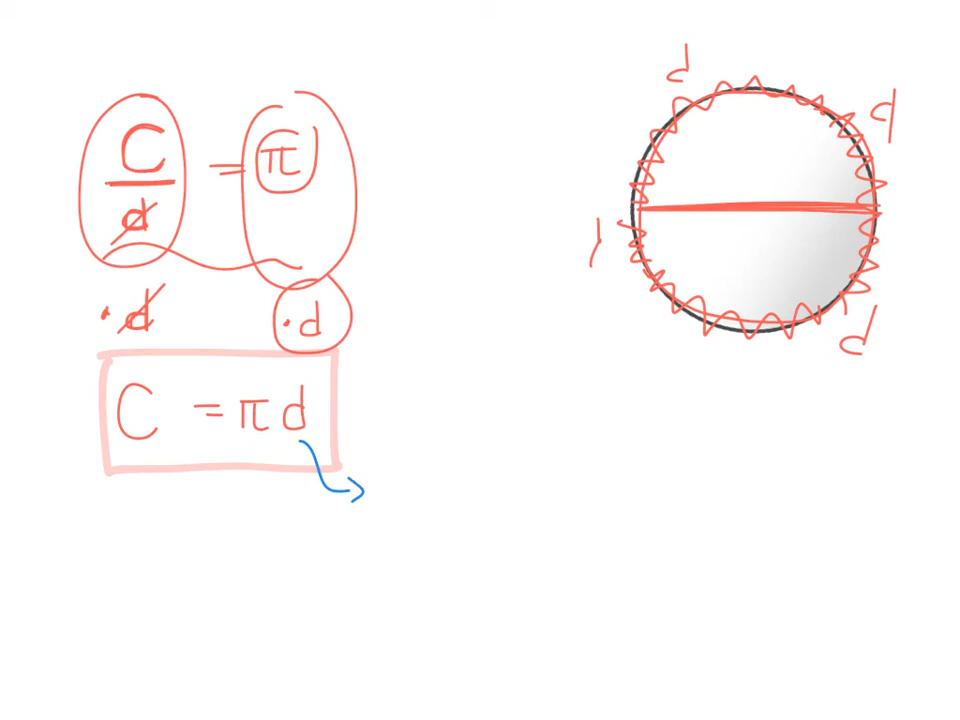 C/d = π
· d · d
C = πd
d
d
d